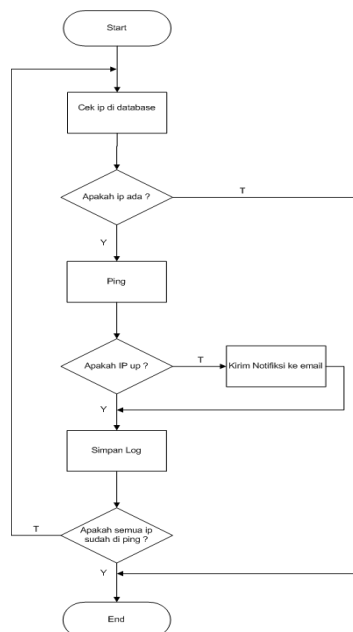 Start
Cek ip di database
Apakah ip ada ?
T
Y
Ping
Apakah IP up ?
T
Kirim Notifiksi ke email
Y
Simpan Log
Apakah semua ip
sudah di ping ?
T
Y
End